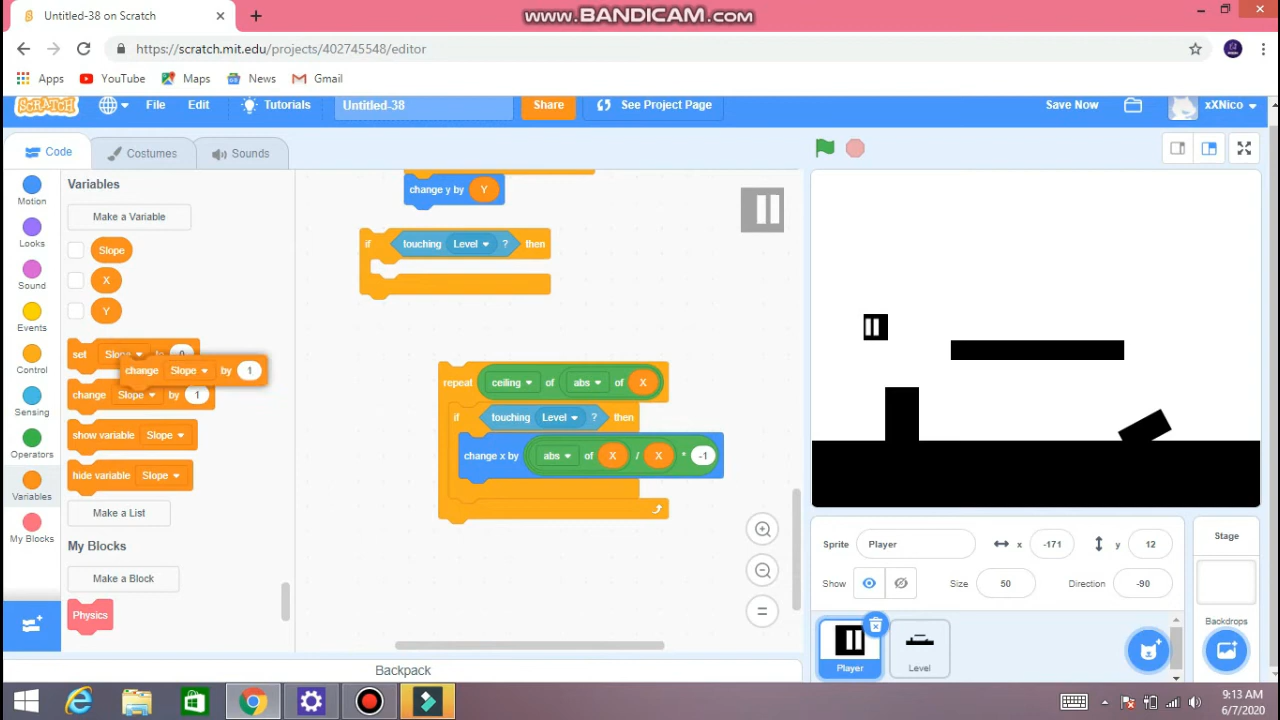 Untitled-38 on Scratch
www.BANDICAM.com
https://scratch.mit.edu/projects/402745548/editor
Apps YouTube Maps News Gmail
SCRATCH File Edit Tutorials Untitled-38 Share See Project Page Save Now xXNico
Code Costumes Sounds
Motion
Looks
Sound
Events
Control
Sensing
Operators
Variables
My Blocks
Variables
Make a Variable
Slope
X
Y
set Slope to 0
change Slope by 1
change Slope by 1
show variable Slope
hide variable Slope
Make a List
My Blocks
Make a Block
Physics
change y by Y
if touching Level ? then
repeat ceiling of abs of X
if touching Level ? then
change x by abs of X / X * -1
Backpack
Sprite Player x -171 y 12
Show Size 50 Direction -90
Player
Level
Stage
Backdrops
9:13 AM
6/7/2020